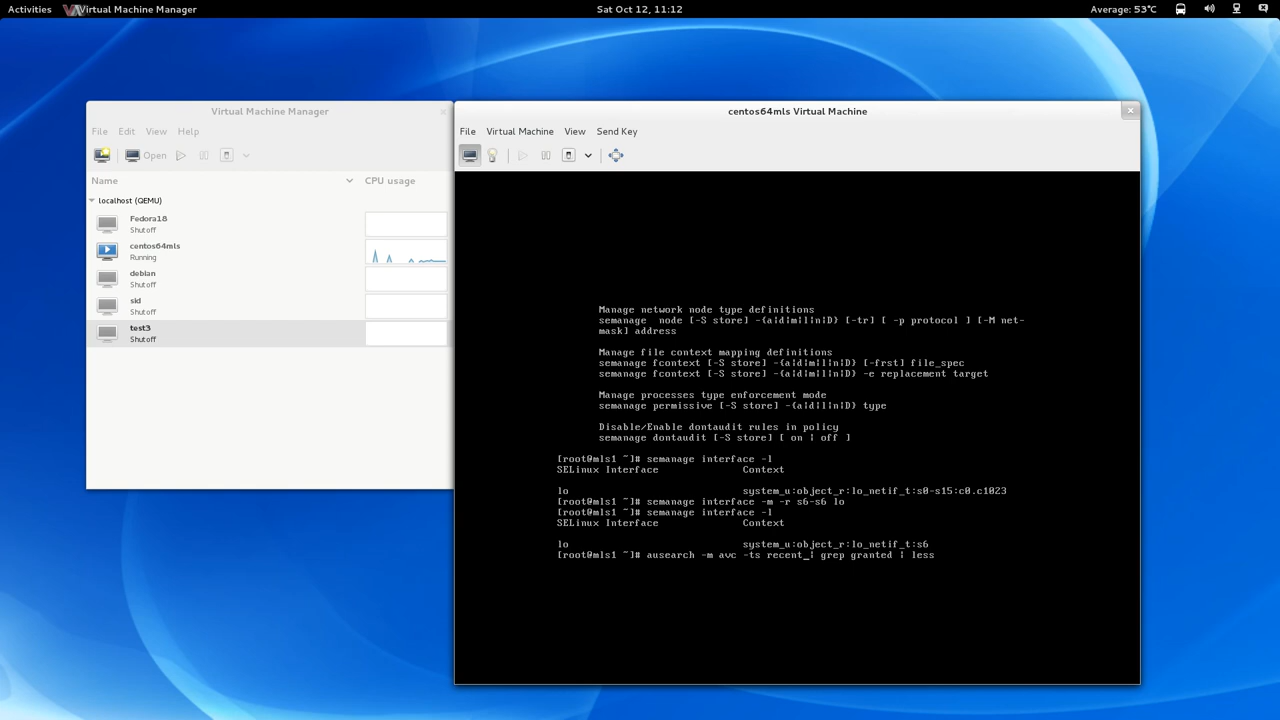 Activities
Virtual Machine Manager
Sat Oct 12, 11:12
Average: 53°C
Virtual Machine Manager
File Edit View Help
Open
Name CPU usage
localhost (QEMU)
Fedora18
Shutoff
centos64mls
Running
debian
Shutoff
sid
Shutoff
test3
Shutoff
centos64mls Virtual Machine
File Virtual Machine View Send Key
Manage network node type definitions
semanage  node [-S store] -{a¦d¦m¦l¦n¦D} [-tr] [ -p protocol ] [-M net-
mask] address
Manage file context mapping definitions
semanage fcontext [-S store] -{a¦d¦m¦l¦n¦D} [-frst] file_spec
semanage fcontext [-S store] -{a¦d¦m¦l¦n¦D} -e replacement target
Manage processes type enforcement mode
semanage permissive [-S store] -{a¦d¦l¦n¦D} type
Disable/Enable dontaudit rules in policy
semanage dontaudit [-S store] [ on ¦ off ]
[root@mls1 ~]# semanage interface -l
SELinux Interface Context
lo system_u:object_r:lo_netif_t:s0-s15:c0.c1023
[root@mls1 ~]# semanage interface -m -r s6-s6 lo
[root@mls1 ~]# semanage interface -l
SELinux Interface Context
lo system_u:object_r:lo_netif_t:s6
[root@mls1 ~]# ausearch -m avc -ts recent_¦ grep granted ¦ less